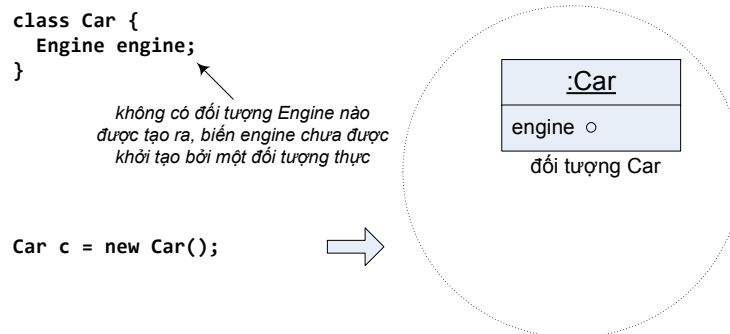 class Car {
Engine engine;
}
không có đối tượng Engine nào
được tạo ra, biến engine chưa được
khởi tạo bởi một đối tượng thực
:Car
engine
đối tượng Car
Car c = new Car();